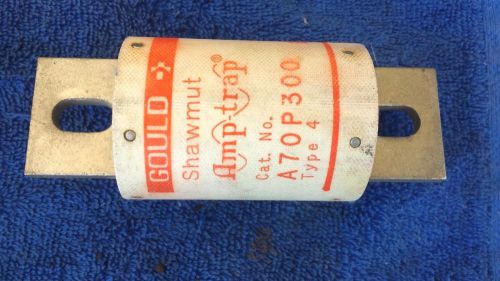 GOULD
Shawmut
Amp-trap®
Cat. No.
A70P300
Type 4